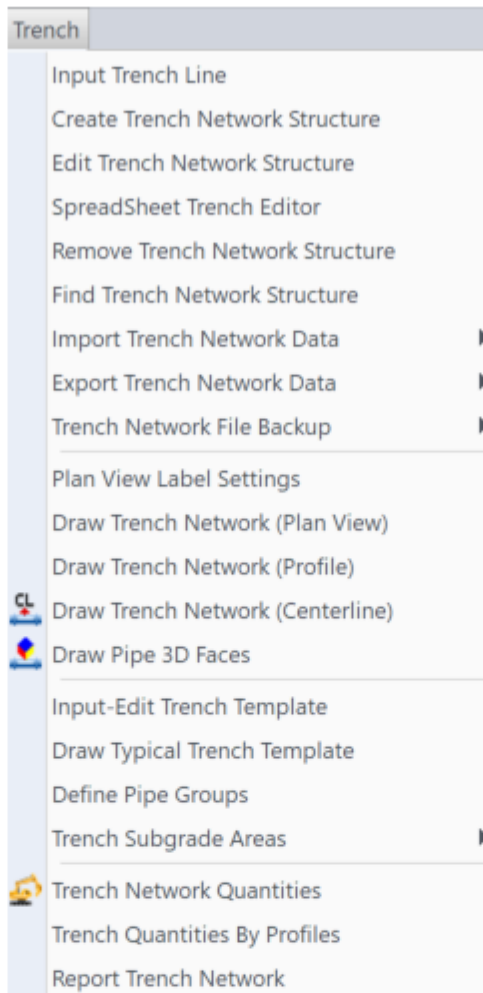 Trench
Input Trench Line
Create Trench Network Structure
Edit Trench Network Structure
SpreadSheet Trench Editor
Remove Trench Network Structure
Find Trench Network Structure
Import Trench Network Data
Export Trench Network Data
Trench Network File Backup
Plan View Label Settings
Draw Trench Network (Plan View)
Draw Trench Network (Profile)
CL Draw Trench Network (Centerline)
Draw Pipe 3D Faces
Input-Edit Trench Template
Draw Typical Trench Template
Define Pipe Groups
Trench Subgrade Areas
Trench Network Quantities
Trench Quantities By Profiles
Report Trench Network